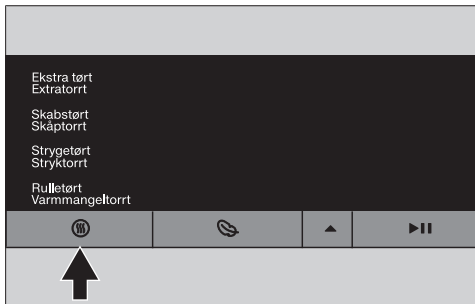 Ekstra tørt
Extratorrt
Skabstørt
Skåptorrt
Strygetørt
Stryktorrt
Rulletørt
Varmmangeltorrt